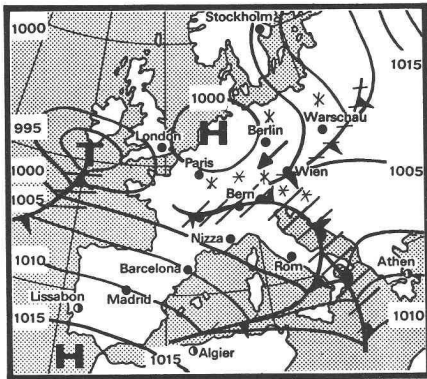 Stockholm
1000
1015
1000
995
H
Warschau
London
Berlin
Paris
Wien
1000
1005
Bern
1005
Nizza
Athen
Rom
1010
Barcelona
Lissabon
Madrid
1015
1010
H
T
1015
Algier